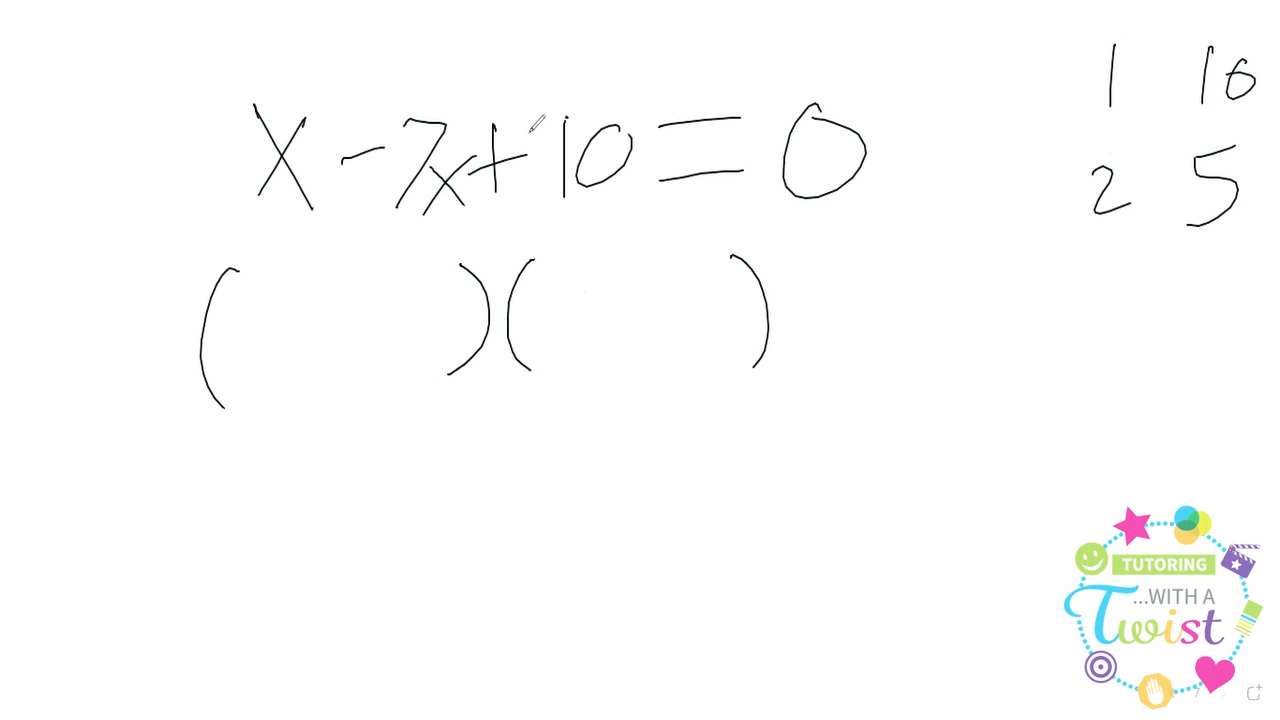 x - 7x + 10 = 0
1 10
2 5
( ) ( )
TUTORING
...WITH A
Twist